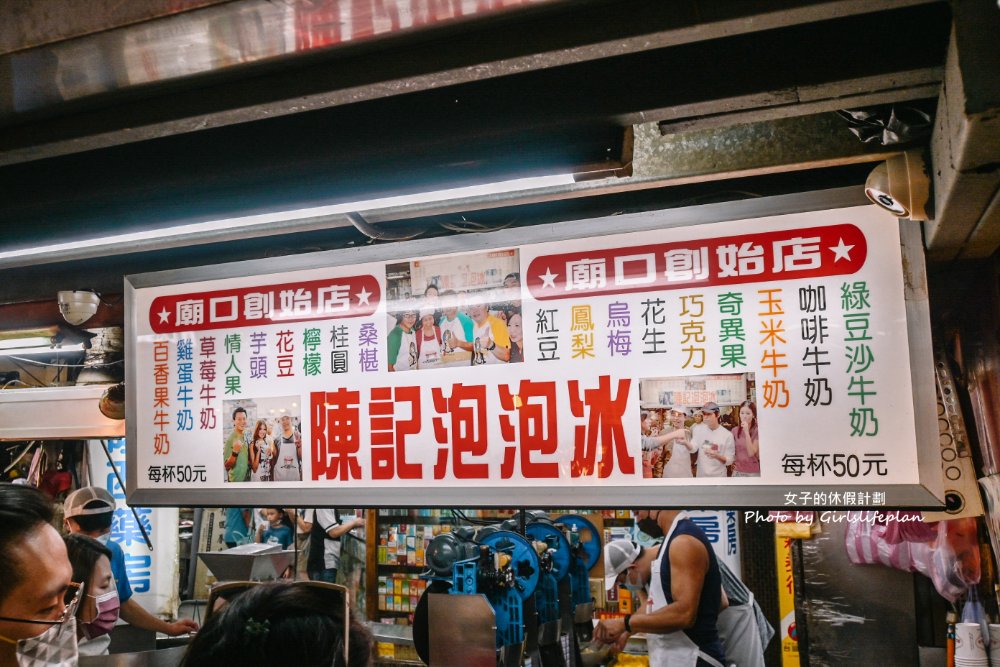 ★廟口創始店★
★廟口創始店★
百香果牛奶
雞蛋牛奶
草莓牛奶
情人果
芋頭
花豆
檸檬
桂圓
桑椹
紅豆
鳳梨
烏梅
花生
巧克力
奇異果
玉米牛奶
咖啡牛奶
綠豆沙牛奶
陳記泡泡冰
每杯50元
每杯50元
女子的休假計劃
Photo by Girlslifeplan
藥房